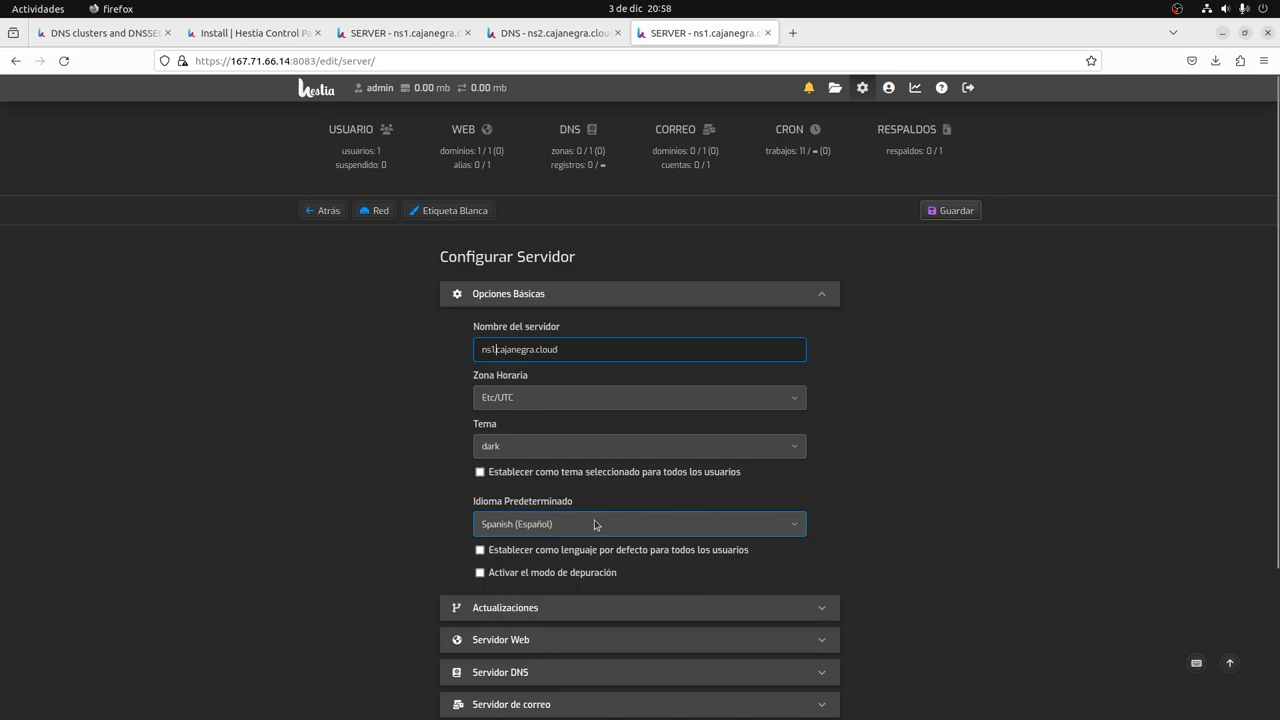 Actividades
firefox
3 de dic 20:58
DNS clusters and DNSSE
Install | Hestia Control Pa
SERVER - ns1.cajanegra.c
DNS - ns2.cajanegra.clou
SERVER - ns1.cajanegra.c
https://167.71.66.14:8083/edit/server/
hestia
admin
0.00 mb
0.00 mb
USUARIO
usuarios: 1
suspendido: 0
WEB
dominios: 1 / 1 (0)
alias: 0 / 1
DNS
zonas: 0 / 1 (0)
registros: 0 / ∞
CORREO
dominios: 0 / 1 (0)
cuentas: 0 / 1
CRON
trabajos: 11 / ∞ (0)
RESPALDOS
respaldos: 0 / 1
Atrás
Red
Etiqueta Blanca
Guardar
Configurar Servidor
Opciones Básicas
Nombre del servidor
ns1.cajanegra.cloud
Zona Horaria
Etc/UTC
Tema
dark
Establecer como tema seleccionado para todos los usuarios
Idioma Predeterminado
Spanish (Español)
Establecer como lenguaje por defecto para todos los usuarios
Activar el modo de depuración
Actualizaciones
Servidor Web
Servidor DNS
Servidor de correo